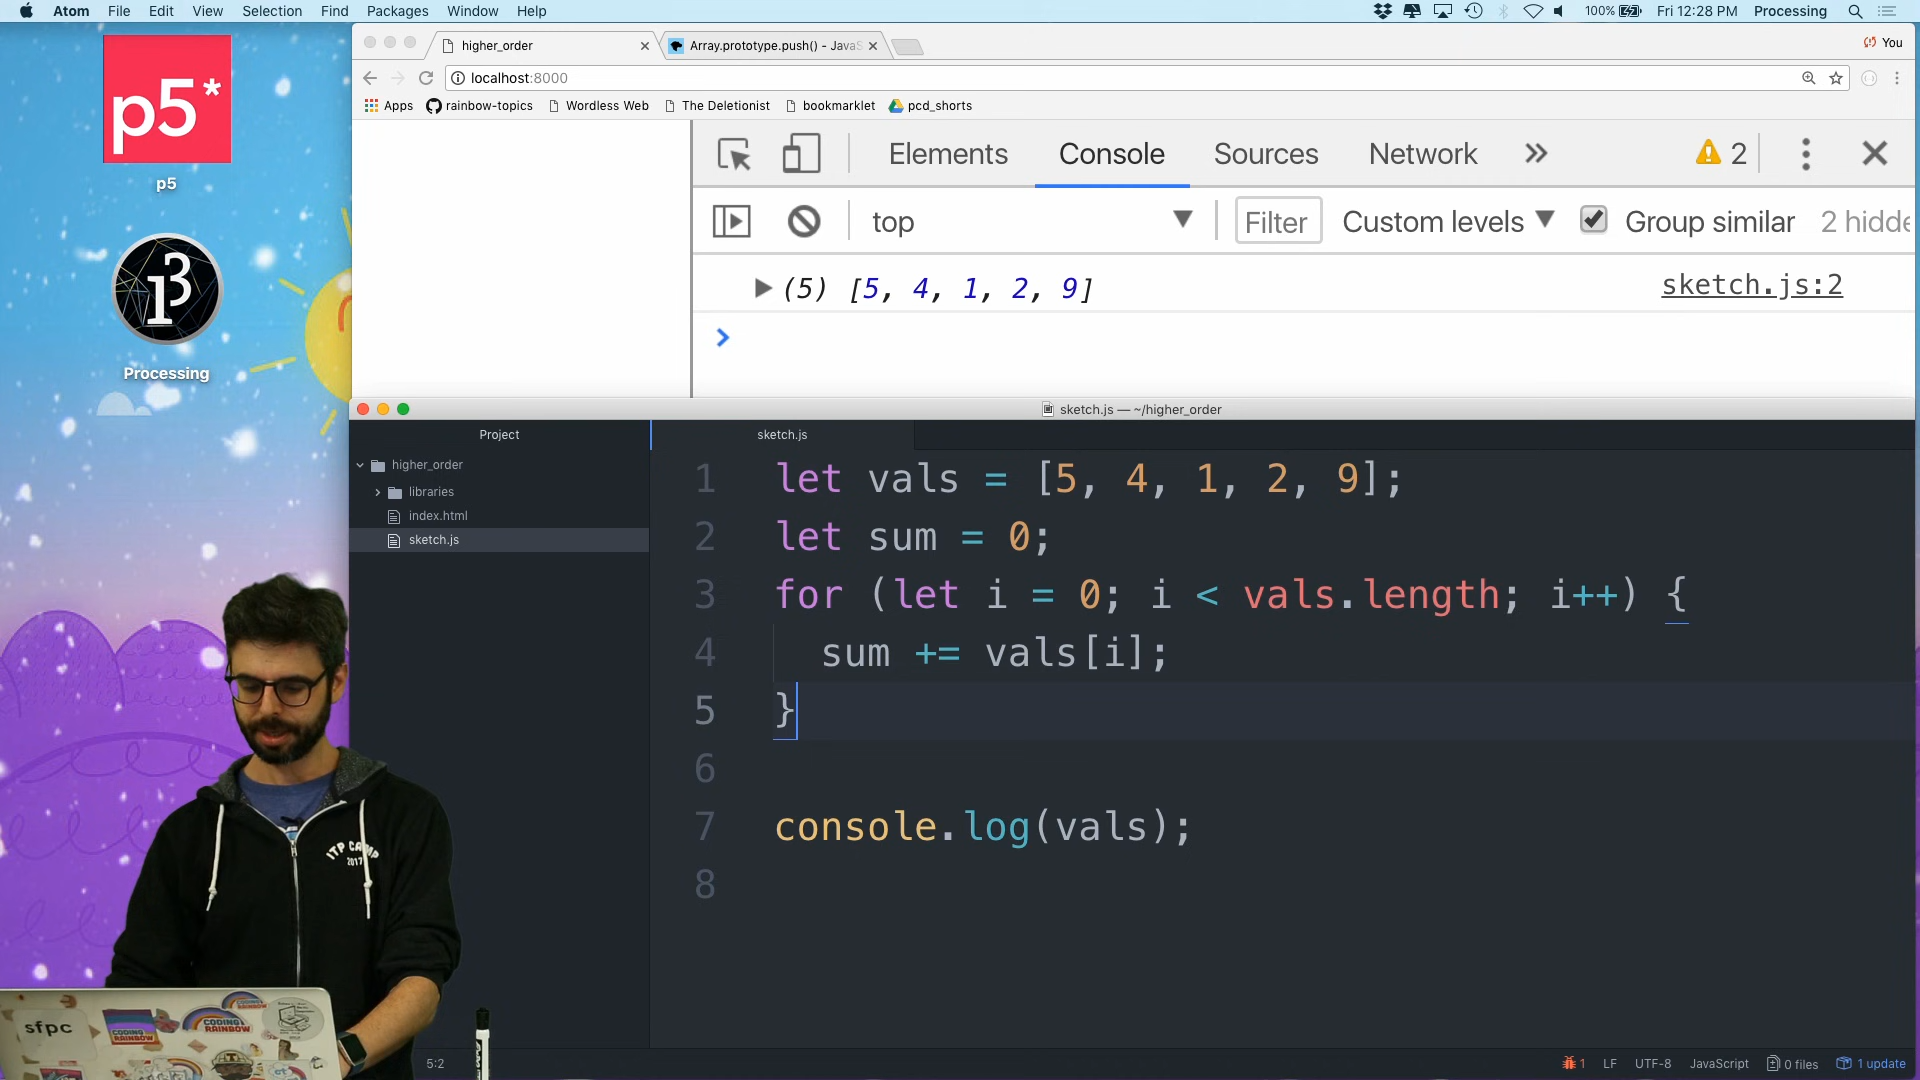 Atom File Edit View Selection Find Packages Window Help 100% Fri 12:28 PM Processing
p5*
p5
Processing
higher_order
Array.prototype.push() - JavaS
You
localhost:8000
Apps rainbow-topics Wordless Web The Deletionist bookmarklet pcd_shorts
Elements Console Sources Network 2
top Filter Custom levels Group similar 2 hidde
(5) [5, 4, 1, 2, 9] sketch.js:2
sketch.js — ~/higher_order
Project
sketch.js
higher_order
libraries
index.html
sketch.js
1 let vals = [5, 4, 1, 2, 9];
2 let sum = 0;
3 for (let i = 0; i < vals.length; i++) {
4 sum += vals[i];
5 }
6
7 console.log(vals);
8
ITP CAMP
2017
sfpc
CODING
RAINBOW
CODING
RAINBOW
5:2
1 LF UTF-8 JavaScript 0 files 1 update